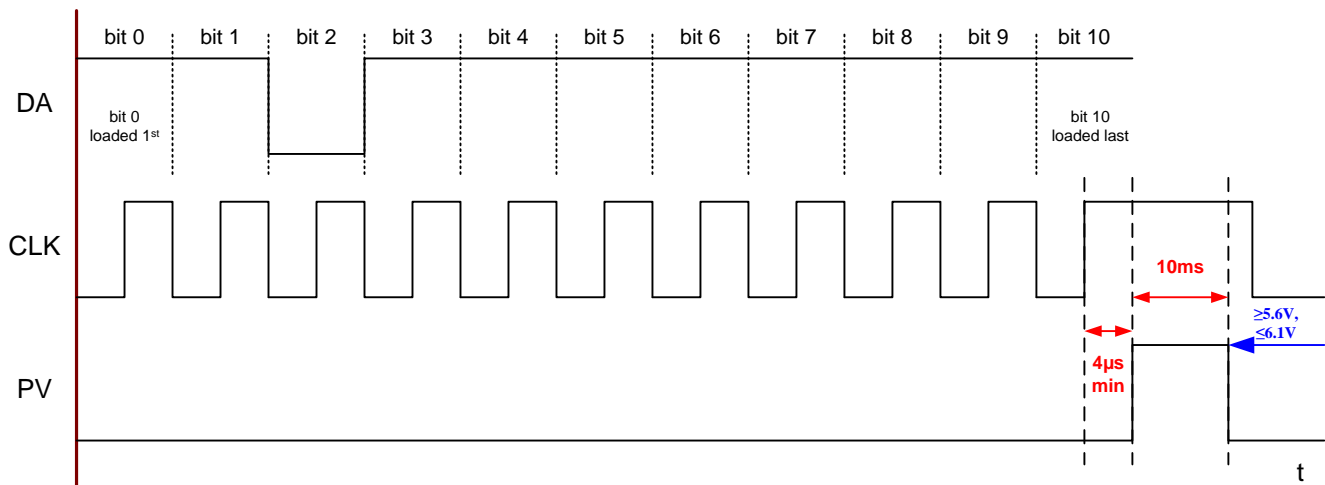 bit 0 bit 1 bit 2 bit 3 bit 4 bit 5 bit 6 bit 7 bit 8 bit 9 bit 10
DA
bit 0
loaded 1st
bit 10
loaded last
CLK
10ms
≥5.6V,
≤6.1V
4µs
min
PV
t